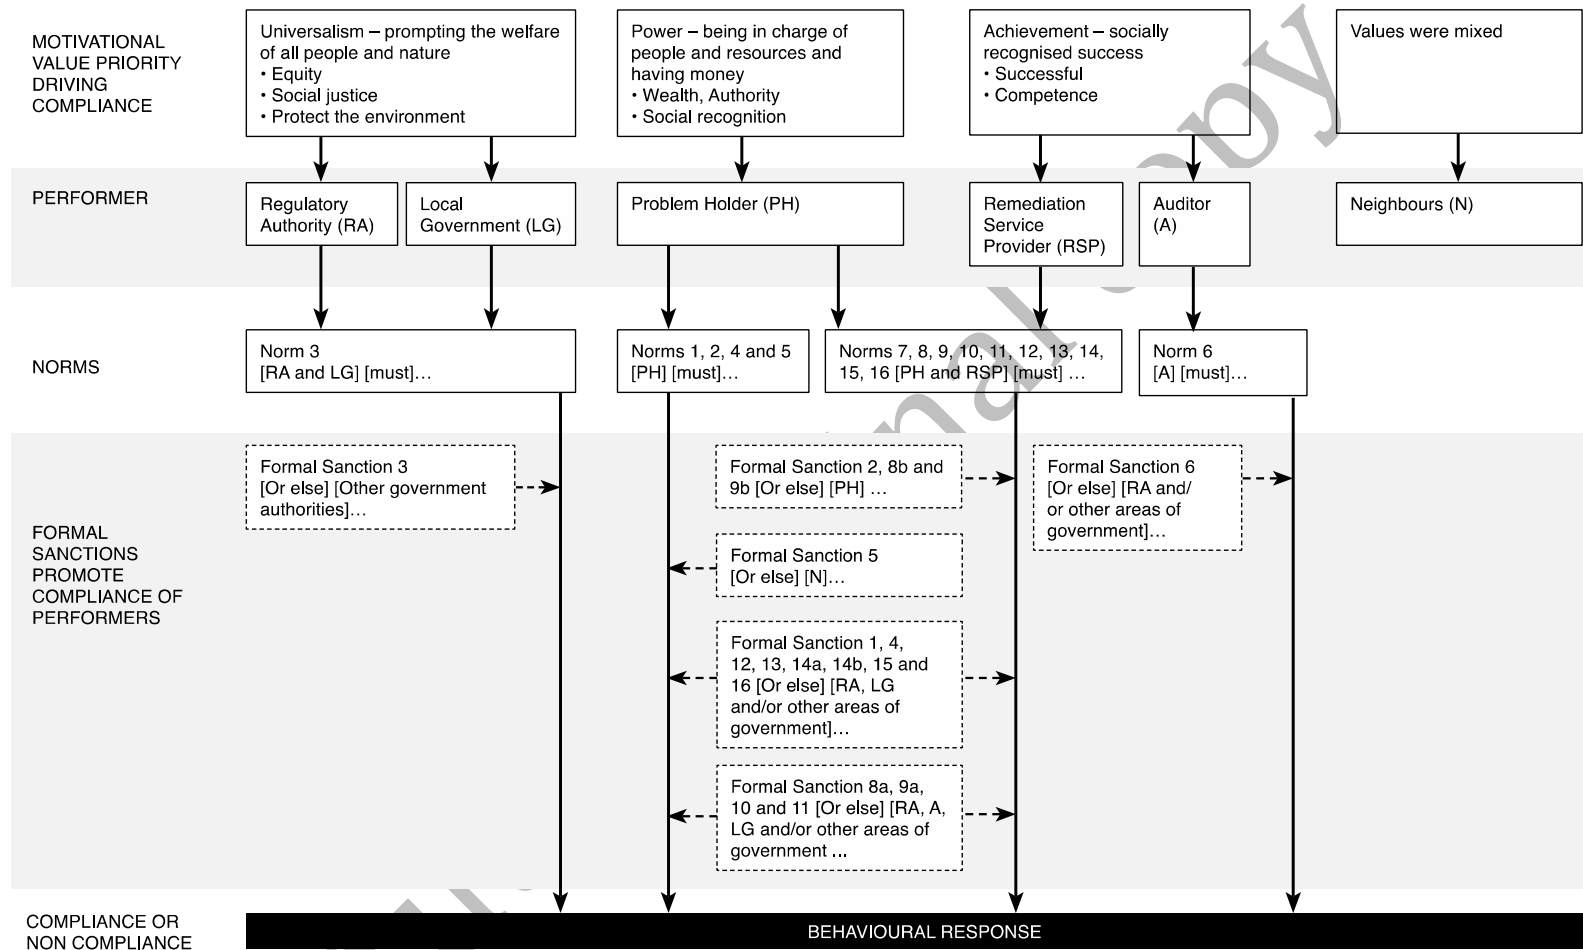 MOTIVATIONAL
VALUE PRIORITY
DRIVING
COMPLIANCE
Universalism – prompting the welfare
of all people and nature
• Equity
• Social justice
• Protect the environment
Power – being in charge of
people and resources and
having money
• Wealth, Authority
• Social recognition
Achievement – socially
recognised success
• Successful
• Competence
Values were mixed
PERFORMER
Regulatory
Authority (RA)
Local
Government (LG)
Problem Holder (PH)
Remediation
Service
Provider (RSP)
Auditor
(A)
Neighbours (N)
NORMS
Norm 3
[RA and LG] [must]…
Norms 1, 2, 4 and 5
[PH] [must]…
Norms 7, 8, 9, 10, 11, 12, 13, 14,
15, 16 [PH and RSP] [must] …
Norm 6
[A] [must]…
FORMAL
SANCTIONS
PROMOTE
COMPLIANCE OF
PERFORMERS
Formal Sanction 3
[Or else] [Other government
authorities]…
Formal Sanction 2, 8b and
9b [Or else] [PH] …
Formal Sanction 6
[Or else] [RA and/
or other areas of
government]…
Formal Sanction 5
[Or else] [N]…
Formal Sanction 1, 4,
12, 13, 14a, 14b, 15 and
16 [Or else] [RA, LG
and/or other areas of
government]…
Formal Sanction 8a, 9a,
10 and 11 [Or else] [RA, A,
LG and/or other areas of
government ...
COMPLIANCE OR
NON COMPLIANCE
BEHAVIOURAL RESPONSE
copy